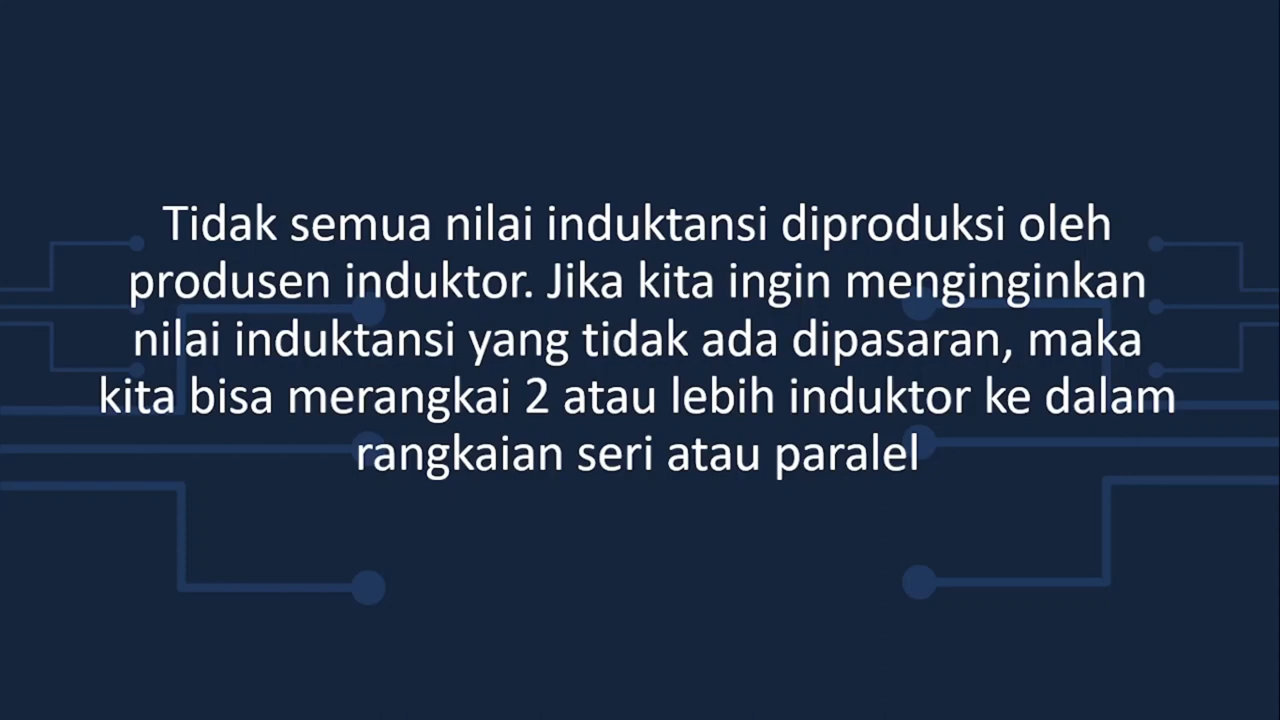 Tidak semua nilai induktansi diproduksi oleh
produsen induktor. Jika kita ingin menginginkan
nilai induktansi yang tidak ada dipasaran, maka
kita bisa merangkai 2 atau lebih induktor ke dalam
rangkaian seri atau paralel